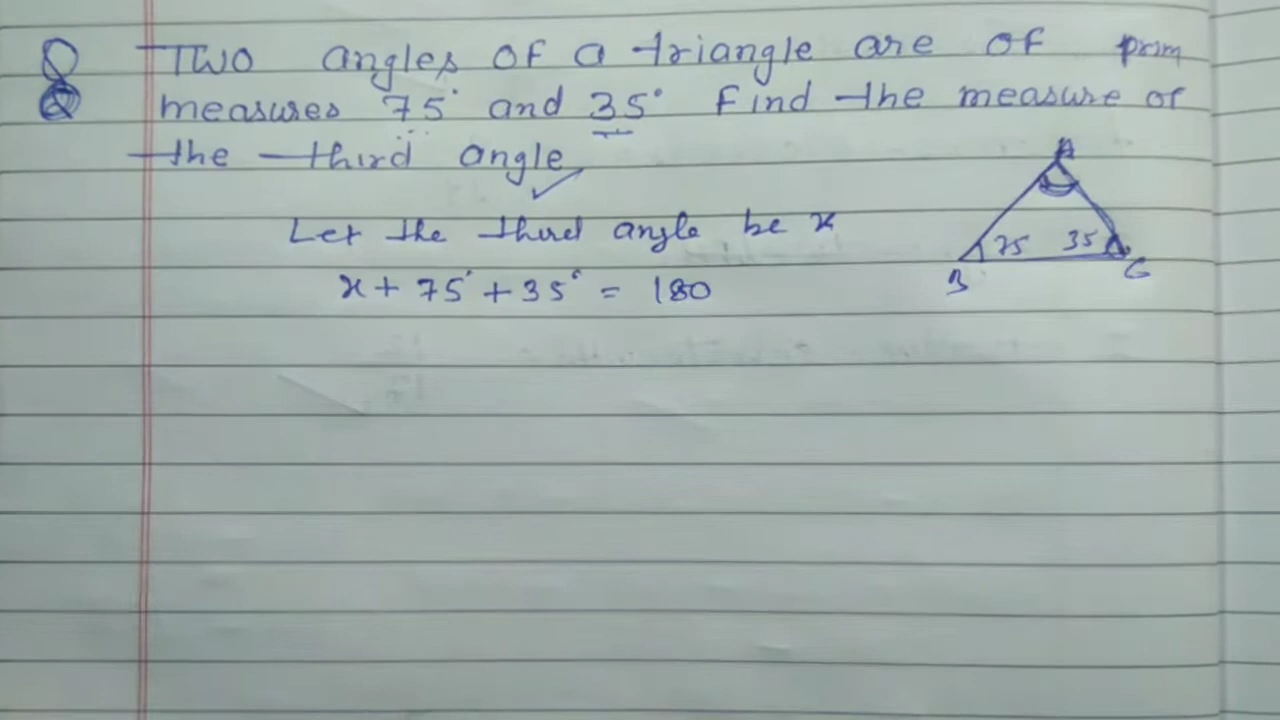 Q Two angles of a triangle are of prim
Q measures 75° and 35° Find the measure of
the third angle
Let the third angle be x
x + 75° + 35° = 180
A
75 35
B C